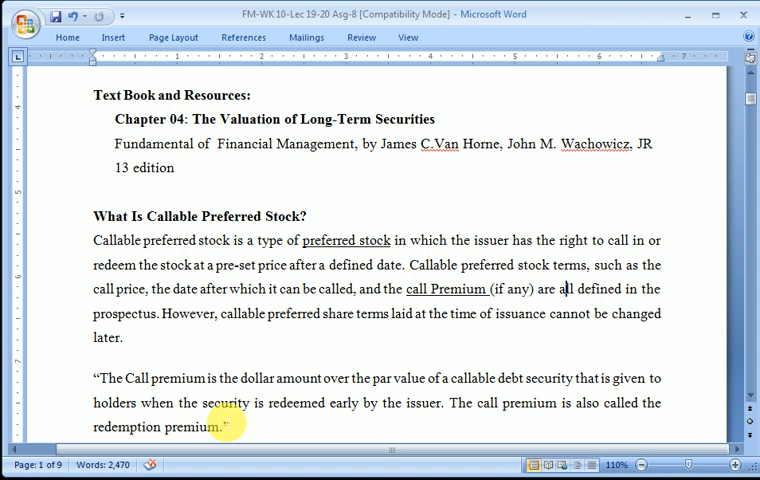 FM-WK 10-Lec 19-20 Asg-8 [Compatibility Mode] - Microsoft Word
Home Insert Page Layout References Mailings Review View
1 2 3 4 5 6 7
Text Book and Resources:
Chapter 04: The Valuation of Long-Term Securities
Fundamental of Financial Management, by James C.Van Horne, John M. Wachowicz, JR
13 edition
What Is Callable Preferred Stock?
Callable preferred stock is a type of preferred stock in which the issuer has the right to call in or
redeem the stock at a pre-set price after a defined date. Callable preferred stock terms, such as the
call price, the date after which it can be called, and the call Premium (if any) are all defined in the
prospectus. However, callable preferred share terms laid at the time of issuance cannot be changed
later.
“The Call premium is the dollar amount over the par value of a callable debt security that is given to
holders when the security is redeemed early by the issuer. The call premium is also called the
redemption premium.”
Page: 1 of 9 Words: 2,470 110%